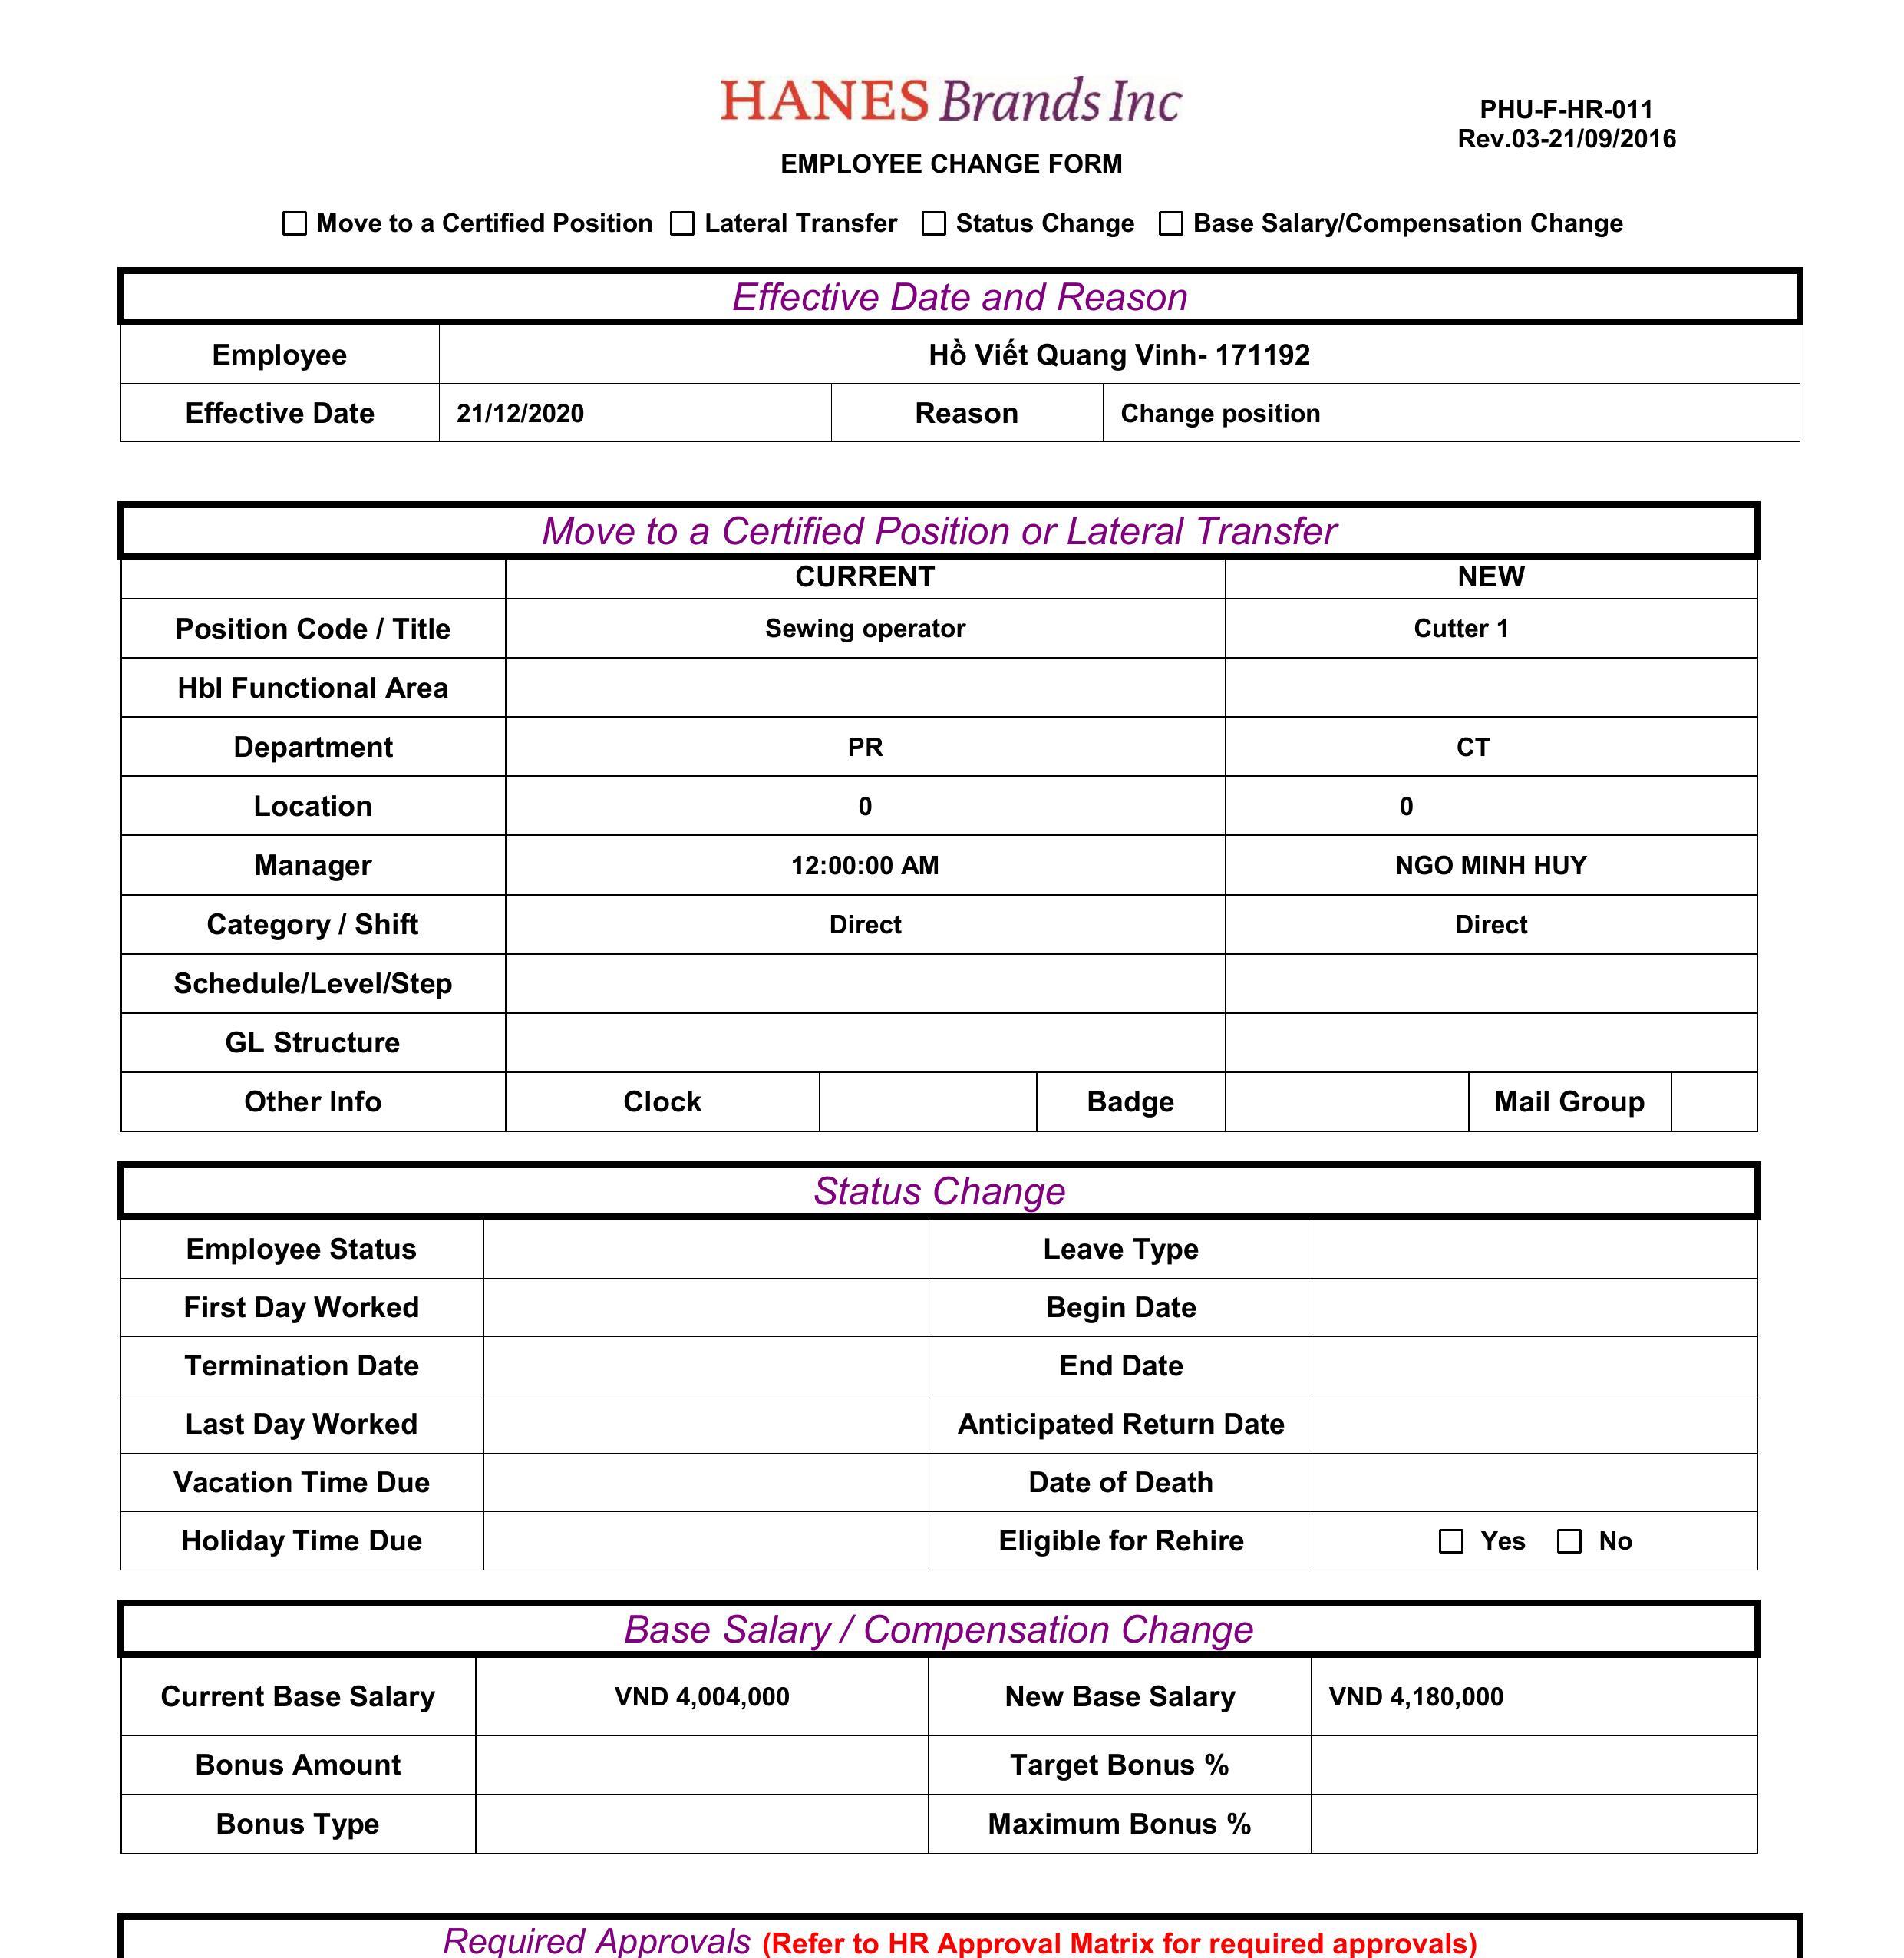 HANES Brands Inc
PHU-F-HR-011
Rev.03-21/09/2016
EMPLOYEE CHANGE FORM
Move to a Certified Position Lateral Transfer Status Change Base Salary/Compensation Change
Effective Date and Reason
Employee Hồ Viết Quang Vinh- 171192
Effective Date 21/12/2020 Reason Change position
Move to a Certified Position or Lateral Transfer
CURRENT NEW
Position Code / Title Sewing operator Cutter 1
HbI Functional Area
Department PR CT
Location 0 0
Manager 12:00:00 AM NGO MINH HUY
Category / Shift Direct Direct
Schedule/Level/Step
GL Structure
Other Info Clock Badge Mail Group
Status Change
Employee Status Leave Type
First Day Worked Begin Date
Termination Date End Date
Last Day Worked Anticipated Return Date
Vacation Time Due Date of Death
Holiday Time Due Eligible for Rehire Yes No
Base Salary / Compensation Change
Current Base Salary VND 4,004,000 New Base Salary VND 4,180,000
Bonus Amount Target Bonus %
Bonus Type Maximum Bonus %
Required Approvals (Refer to HR Approval Matrix for required approvals)